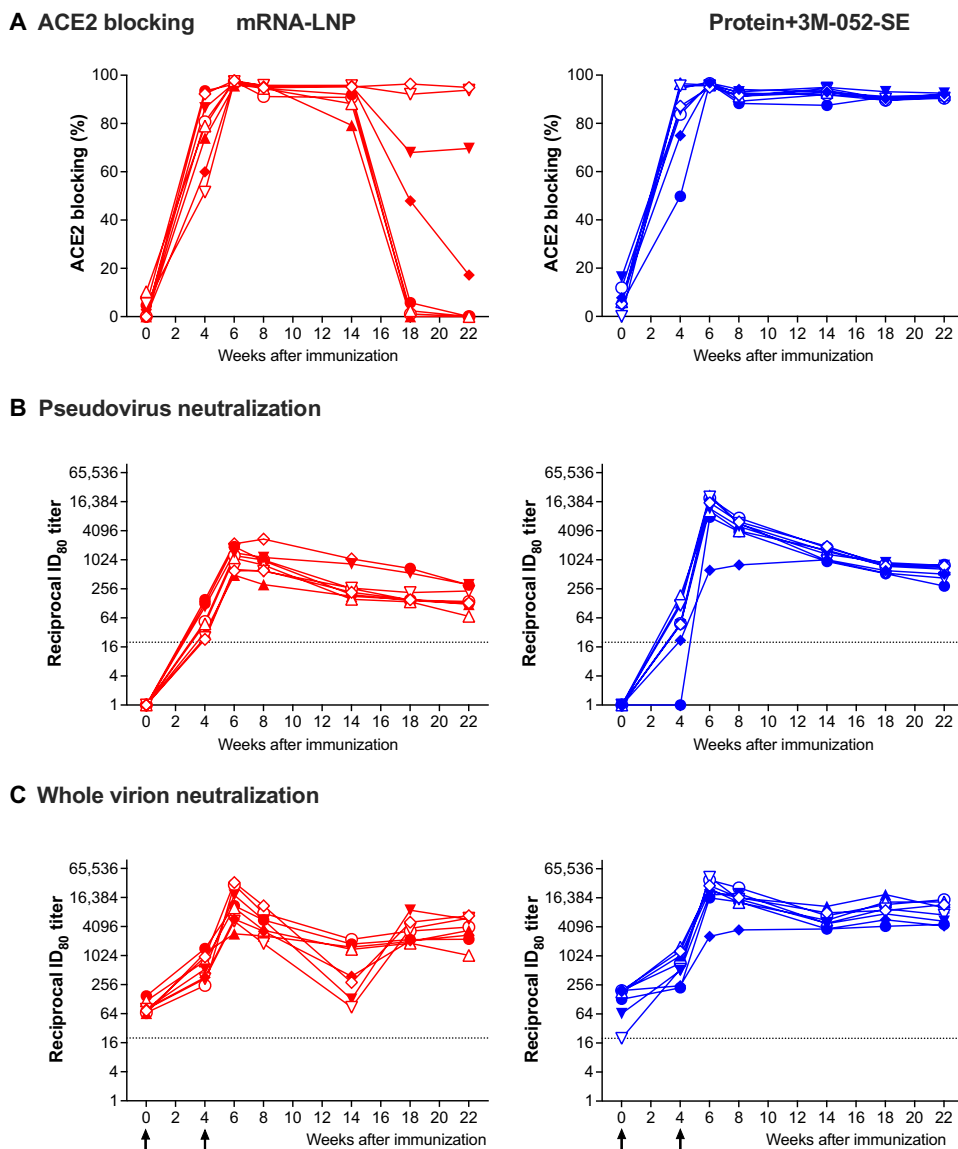 A ACE2 blocking mRNA-LNP Protein+3M-052-SE
ACE2 blocking (%)
100
80
60
40
20
0
0 2 4 6 8 10 12 14 16 18 20 22
Weeks after immunization
ACE2 blocking (%)
100
80
60
40
20
0
0 2 4 6 8 10 12 14 16 18 20 22
Weeks after immunization
B Pseudovirus neutralization
Reciprocal ID80 titer
65,536
16,384
4096
1024
256
64
16
4
1
0 2 4 6 8 10 12 14 16 18 20 22
Weeks after immunization
Reciprocal ID80 titer
65,536
16,384
4096
1024
256
64
16
4
1
0 2 4 6 8 10 12 14 16 18 20 22
Weeks after immunization
C Whole virion neutralization
Reciprocal ID80 titer
65,536
16,384
4096
1024
256
64
16
4
1
0 2 4 6 8 10 12 14 16 18 20 22
Weeks after immunization
Reciprocal ID80 titer
65,536
16,384
4096
1024
256
64
16
4
1
0 2 4 6 8 10 12 14 16 18 20 22
Weeks after immunization